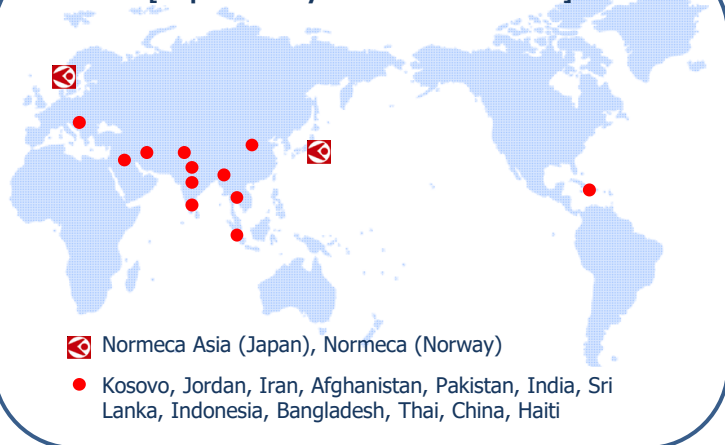 Normeca Asia (Japan), Normeca (Norway)
Kosovo, Jordan, Iran, Afghanistan, Pakistan, India, Sri
Lanka, Indonesia, Bangladesh, Thai, China, Haiti